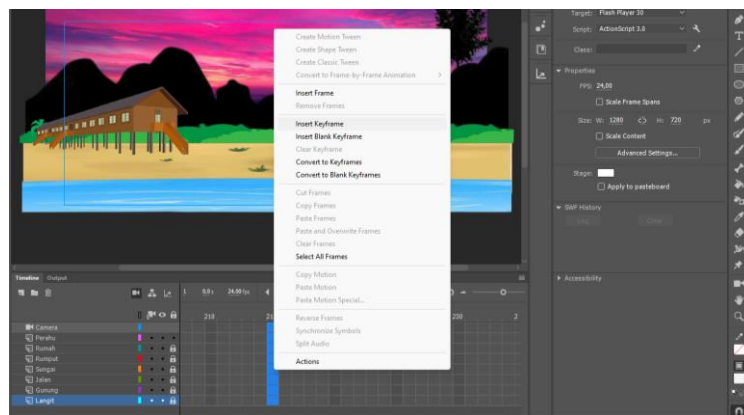 Create Motion Tween
Create Shape Tween
Create Classic Tween
Convert to Frame-by-Frame Animation
Insert Frame
Remove Frames
Insert Keyframe
Insert Blank Keyframe
Clear Keyframe
Convert to Keyframes
Convert to Blank Keyframes
Cut Frames
Copy Frames
Paste Frames
Paste and Overwrite Frames
Clear Frames
Select All Frames
Copy Motion
Paste Motion
Paste Motion Special...
Reverse Frames
Synchronize Symbols
Split Audio
Actions
Target: Flash Player 30
Script: ActionScript 3.0
Class:
Properties
FPS: 24,00
Scale Frame Spans
Size: W: 1280 H: 720 px
Scale Content
Advanced Settings...
Stage:
Apply to pasteboard
SWF History
Log
Clear
Accessibility
Timeline Output
24,00 fps
210
230
Camera
Perahu
Rumah
Rumput
Sungai
Jalan
Gunung
Langit